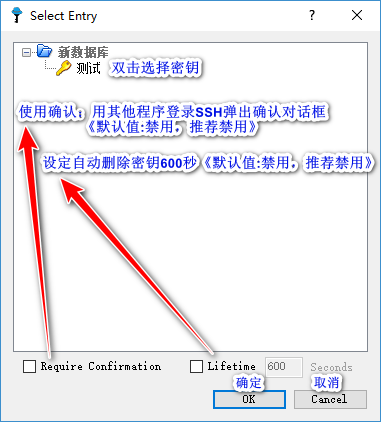 Select Entry
新数据库
测试 双击选择密钥
使用确认：用其他程序登录SSH弹出确认对话框
《默认值:禁用，推荐禁用》
设定自动删除密钥600秒《默认值:禁用，推荐禁用》
Require Confirmation Lifetime 600 Seconds
确定 取消
OK Cancel